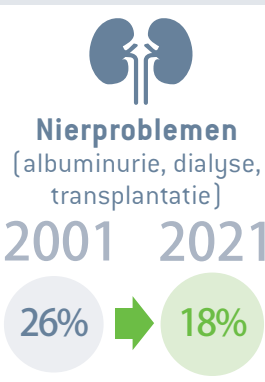 Nierproblemen
(albuminurie, dialyse,
transplantatie)
2001 2021
26% 18%